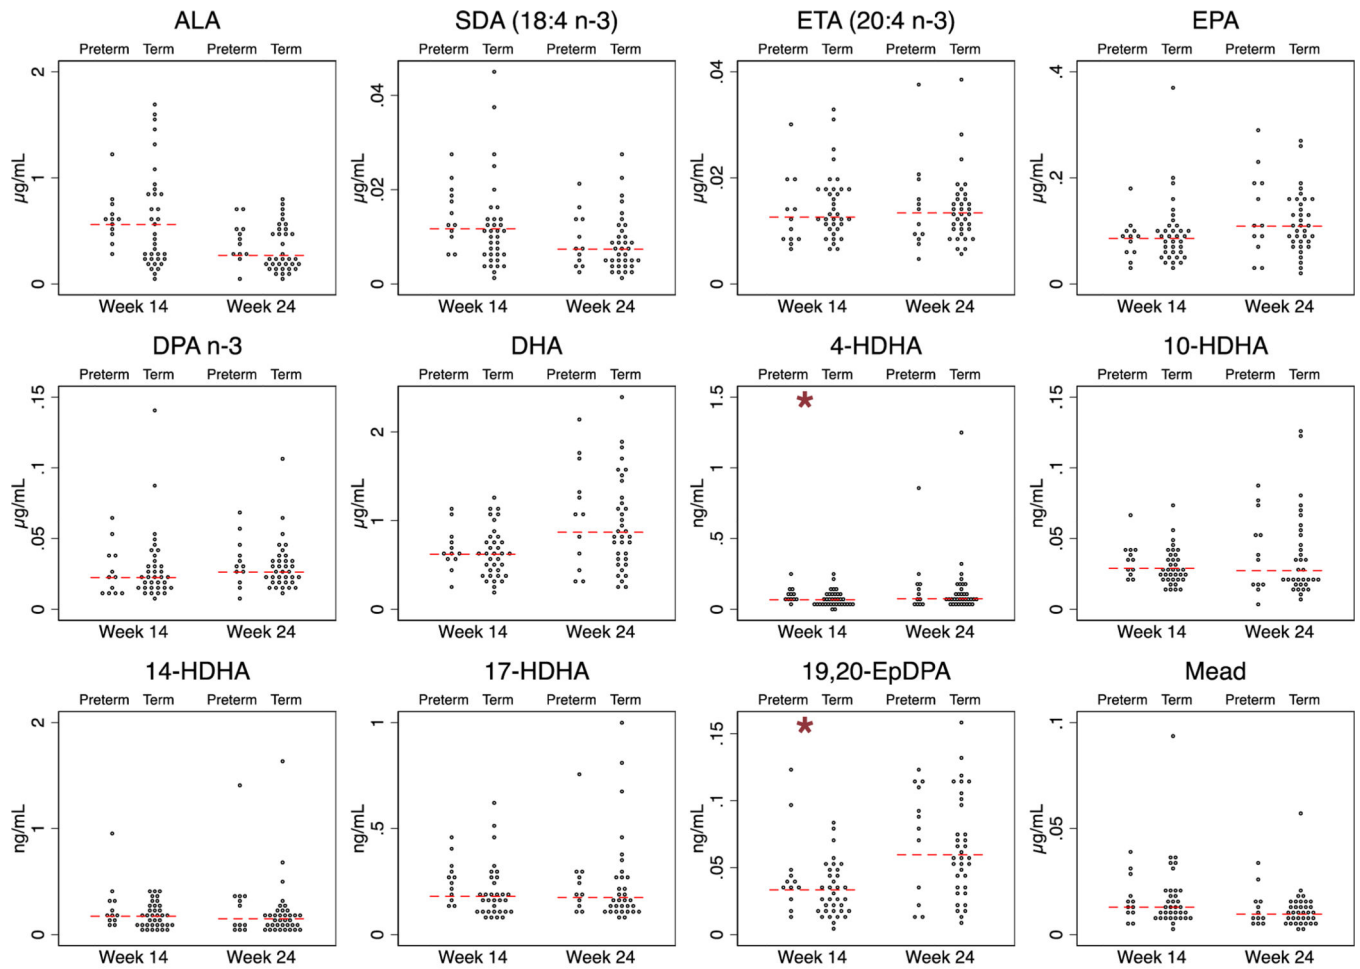 ALA SDA (18:4 n-3) ETA (20:4 n-3) EPA
Preterm Term Preterm Term Preterm Term Preterm Term Preterm Term Preterm Term Preterm Term Preterm Term
2 .04 .04 .4
µg/mL µg/mL µg/mL µg/mL
1 .02 .02 .2
0 0 0 0
Week 14 Week 24 Week 14 Week 24 Week 14 Week 24 Week 14 Week 24
DPA n-3 DHA 4-HDHA 10-HDHA
Preterm Term Preterm Term Preterm Term Preterm Term Preterm Term Preterm Term Preterm Term Preterm Term
.15 1.5 .15
*
2
.1 1 .1
µg/mL µg/mL ng/mL ng/mL
1
.05 .5 .05
0 0 0 0
Week 14 Week 24 Week 14 Week 24 Week 14 Week 24 Week 14 Week 24
14-HDHA 17-HDHA 19,20-EpDPA Mead
Preterm Term Preterm Term Preterm Term Preterm Term Preterm Term Preterm Term Preterm Term Preterm Term
2 1 .15 .1
*
.1
ng/mL ng/mL ng/mL µg/mL
1 .5 .05
.05
0 0 0 0
Week 14 Week 24 Week 14 Week 24 Week 14 Week 24 Week 14 Week 24